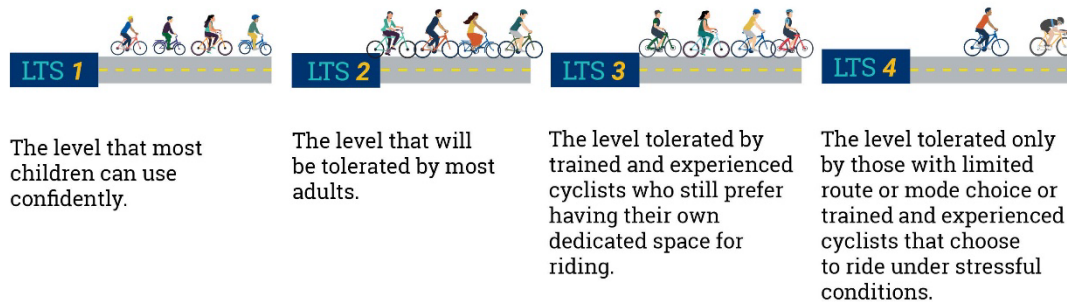 LTS 1
The level that most
children can use
confidently.
LTS 2
The level that will
be tolerated by most
adults.
LTS 3
The level tolerated by
trained and experienced
cyclists who still prefer
having their own
dedicated space for
riding.
LTS 4
The level tolerated only
by those with limited
route or mode choice or
trained and experienced
cyclists that choose
to ride under stressful
conditions.